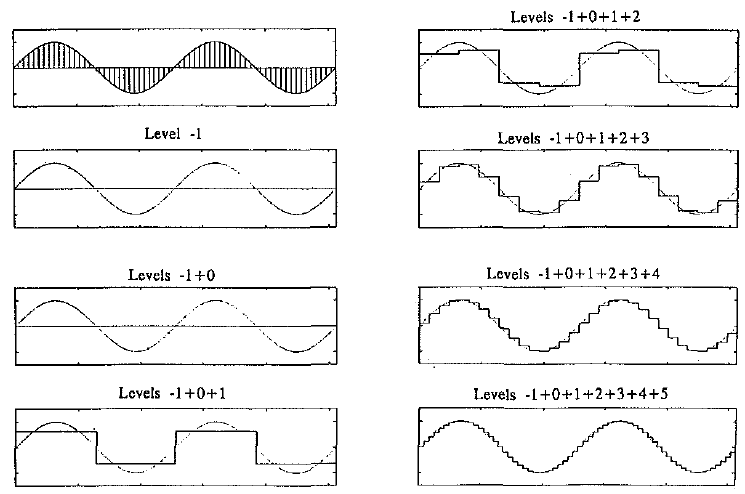 Level -1
Levels -1+0
Levels -1+0+1
Levels -1+0+1+2
Levels -1+0+1+2+3
Levels -1+0+1+2+3+4
Levels -1+0+1+2+3+4+5